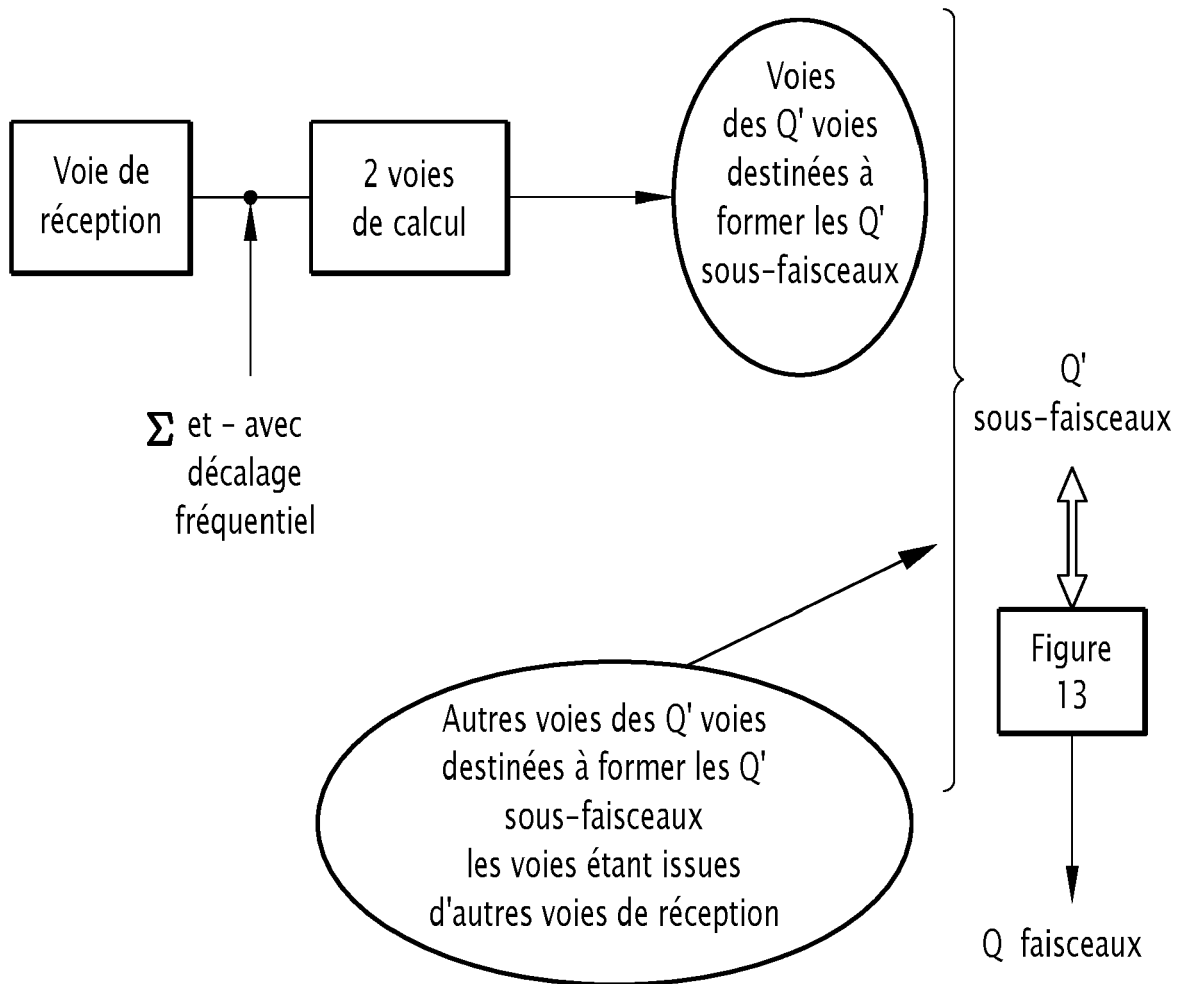 Voie de
réception
2 voies
de calcul
Voies
des Q' voies
destinées à
former les Q'
sous-faisceaux
Σ et - avec
décalage
fréquentiel
Q'
sous-faisceaux
Autres voies des Q' voies
destinées à former les Q'
sous-faisceaux
les voies étant issues
d'autres voies de réception
Figure
13
Q faisceaux